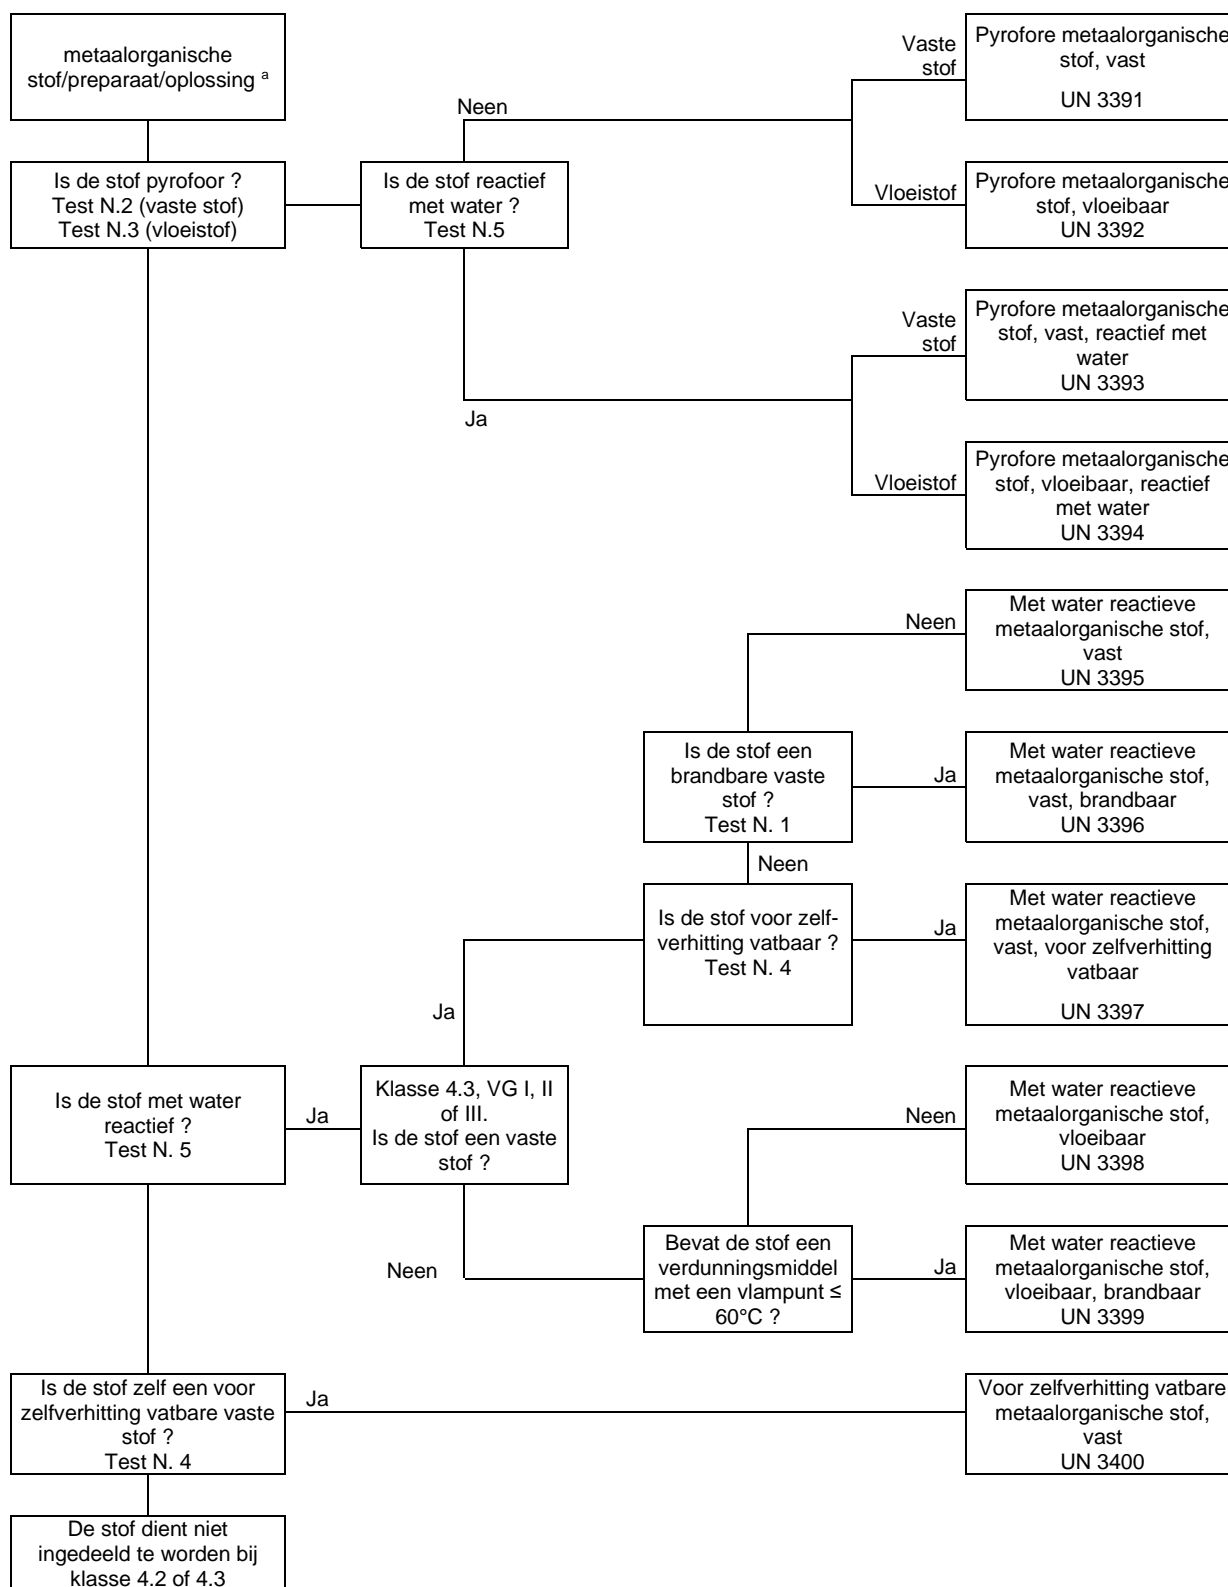 metaalorganische
stof/preparaat/oplossing a
Is de stof pyrofoor ?
Test N.2 (vaste stof)
Test N.3 (vloeistof)
Is de stof reactief
met water ?
Test N.5
Neen
Vaste
stof
Pyrofore metaalorganische
stof, vast
UN 3391
Vloeistof
Pyrofore metaalorganische
stof, vloeibaar
UN 3392
Ja
Vaste
stof
Pyrofore metaalorganische
stof, vast, reactief met
water
UN 3393
Vloeistof
Pyrofore metaalorganische
stof, vloeibaar, reactief
met water
UN 3394
Neen
Met water reactieve
metaalorganische stof,
vast
UN 3395
Is de stof een
brandbare vaste
stof ?
Test N. 1
Ja
Met water reactieve
metaalorganische stof,
vast, brandbaar
UN 3396
Neen
Is de stof voor zelf-
verhitting vatbaar ?
Test N. 4
Ja
Met water reactieve
metaalorganische stof,
vast, voor zelfverhitting
vatbaar
UN 3397
Ja
Is de stof met water
reactief ?
Test N. 5
Ja
Klasse 4.3, VG I, II
of III.
Is de stof een vaste
stof ?
Neen
Met water reactieve
metaalorganische stof,
vloeibaar
UN 3398
Neen
Bevat de stof een
verdunningsmiddel
met een vlampunt ≤
60°C ?
Ja
Met water reactieve
metaalorganische stof,
vloeibaar, brandbaar
UN 3399
Is de stof zelf een voor
zelfverhitting vatbare vaste
stof ?
Test N. 4
Ja
Voor zelfverhitting vatbare
metaalorganische stof,
vast
UN 3400
De stof dient niet
ingedeeld te worden bij
klasse 4.2 of 4.3